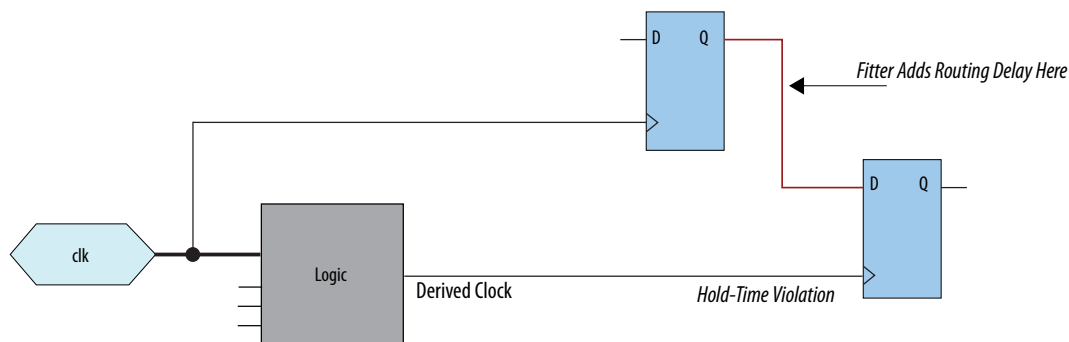 D Q
Fitter Adds Routing Delay Here
D Q
clk
Logic
Derived Clock
Hold-Time Violation